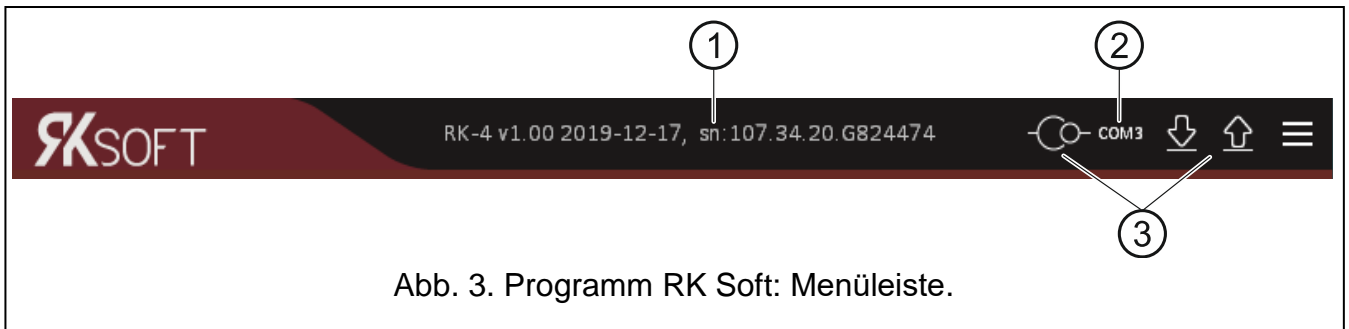 1
2
RKSOFT
RK-4 v1.00 2019-12-17, sn:107.34.20.G824474
COM3
3
Abb. 3. Programm RK Soft: Menüleiste.